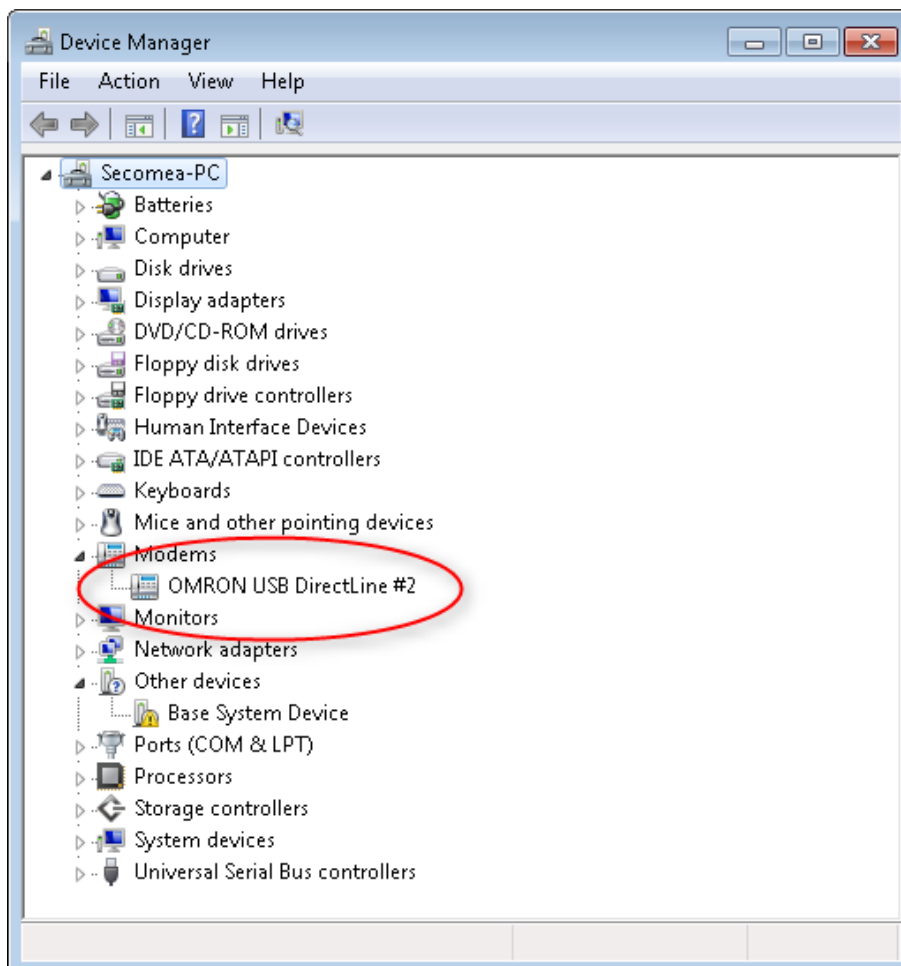 Device Manager
File Action View Help
Secomea-PC
Batteries
Computer
Disk drives
Display adapters
DVD/CD-ROM drives
Floppy disk drives
Floppy drive controllers
Human Interface Devices
IDE ATA/ATAPI controllers
Keyboards
Mice and other pointing devices
Modems
OMRON USB DirectLine #2
Monitors
Network adapters
Other devices
Base System Device
Ports (COM & LPT)
Processors
Storage controllers
System devices
Universal Serial Bus controllers